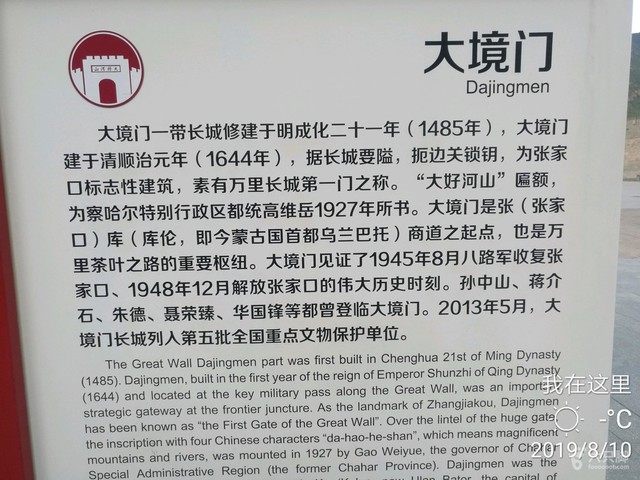 大境门
Dajingmen
大好河山
大境门一带长城修建于明成化二十一年（1485年），大境门
建于清顺治元年（1644年），据长城要隘，扼边关锁钥，为张家
口标志性建筑，素有万里长城第一门之称。“大好河山”匾额，
为察哈尔特别行政区都统高维岳1927年所书。大境门是张（张家
口）库（库伦，即今蒙古国首都乌兰巴托）商道之起点，也是万
里茶叶之路的重要枢纽。大境门见证了1945年8月八路军收复张
家口、1948年12月解放张家口的伟大历史时刻。孙中山、蒋介
石、朱德、聂荣臻、华国锋等都曾登临大境门。2013年5月，大
境门长城列入第五批全国重点文物保护单位。
The Great Wall Dajingmen part was first built in Chenghua 21st of Ming Dynasty
(1485). Dajingmen, built in the first year of the reign of Emperor Shunzhi of Qing Dynasty
(1644) and located at the key military pass along the Great Wall, was an importa
strategic gateway at the frontier juncture. As the landmark of Zhangjiakou, Dajingmen
has been known as “the First Gate of the Great Wall”. Over the lintel of the huge gate
the inscription with four Chinese characters “da-hao-he-shan”, which means magnificent
mountains and rivers, was mounted in 1927 by Gao Weiyue, the governor of Cha
Special Administrative Region (the former Chahar Province). Dajingmen was the
now Ulan Bator, the capital of
我在这里
-°C
2019/8/10